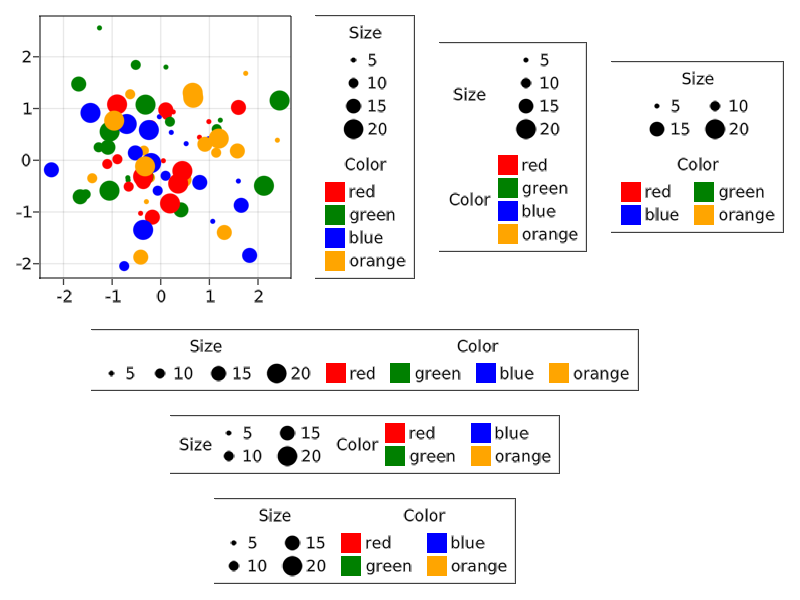 2
1
0
-1
-2
-2 -1 0 1 2
Size
5
10
15
20
Color
red
green
blue
orange
Size
5
10
15
20
Color
red
green
blue
orange
Size
5 10
15 20
Color
red green
blue orange
Size Color
5 10 15 20 red green blue orange
Size 5 15 Color red blue
10 20 green orange
Size Color
5 15 red blue
10 20 green orange